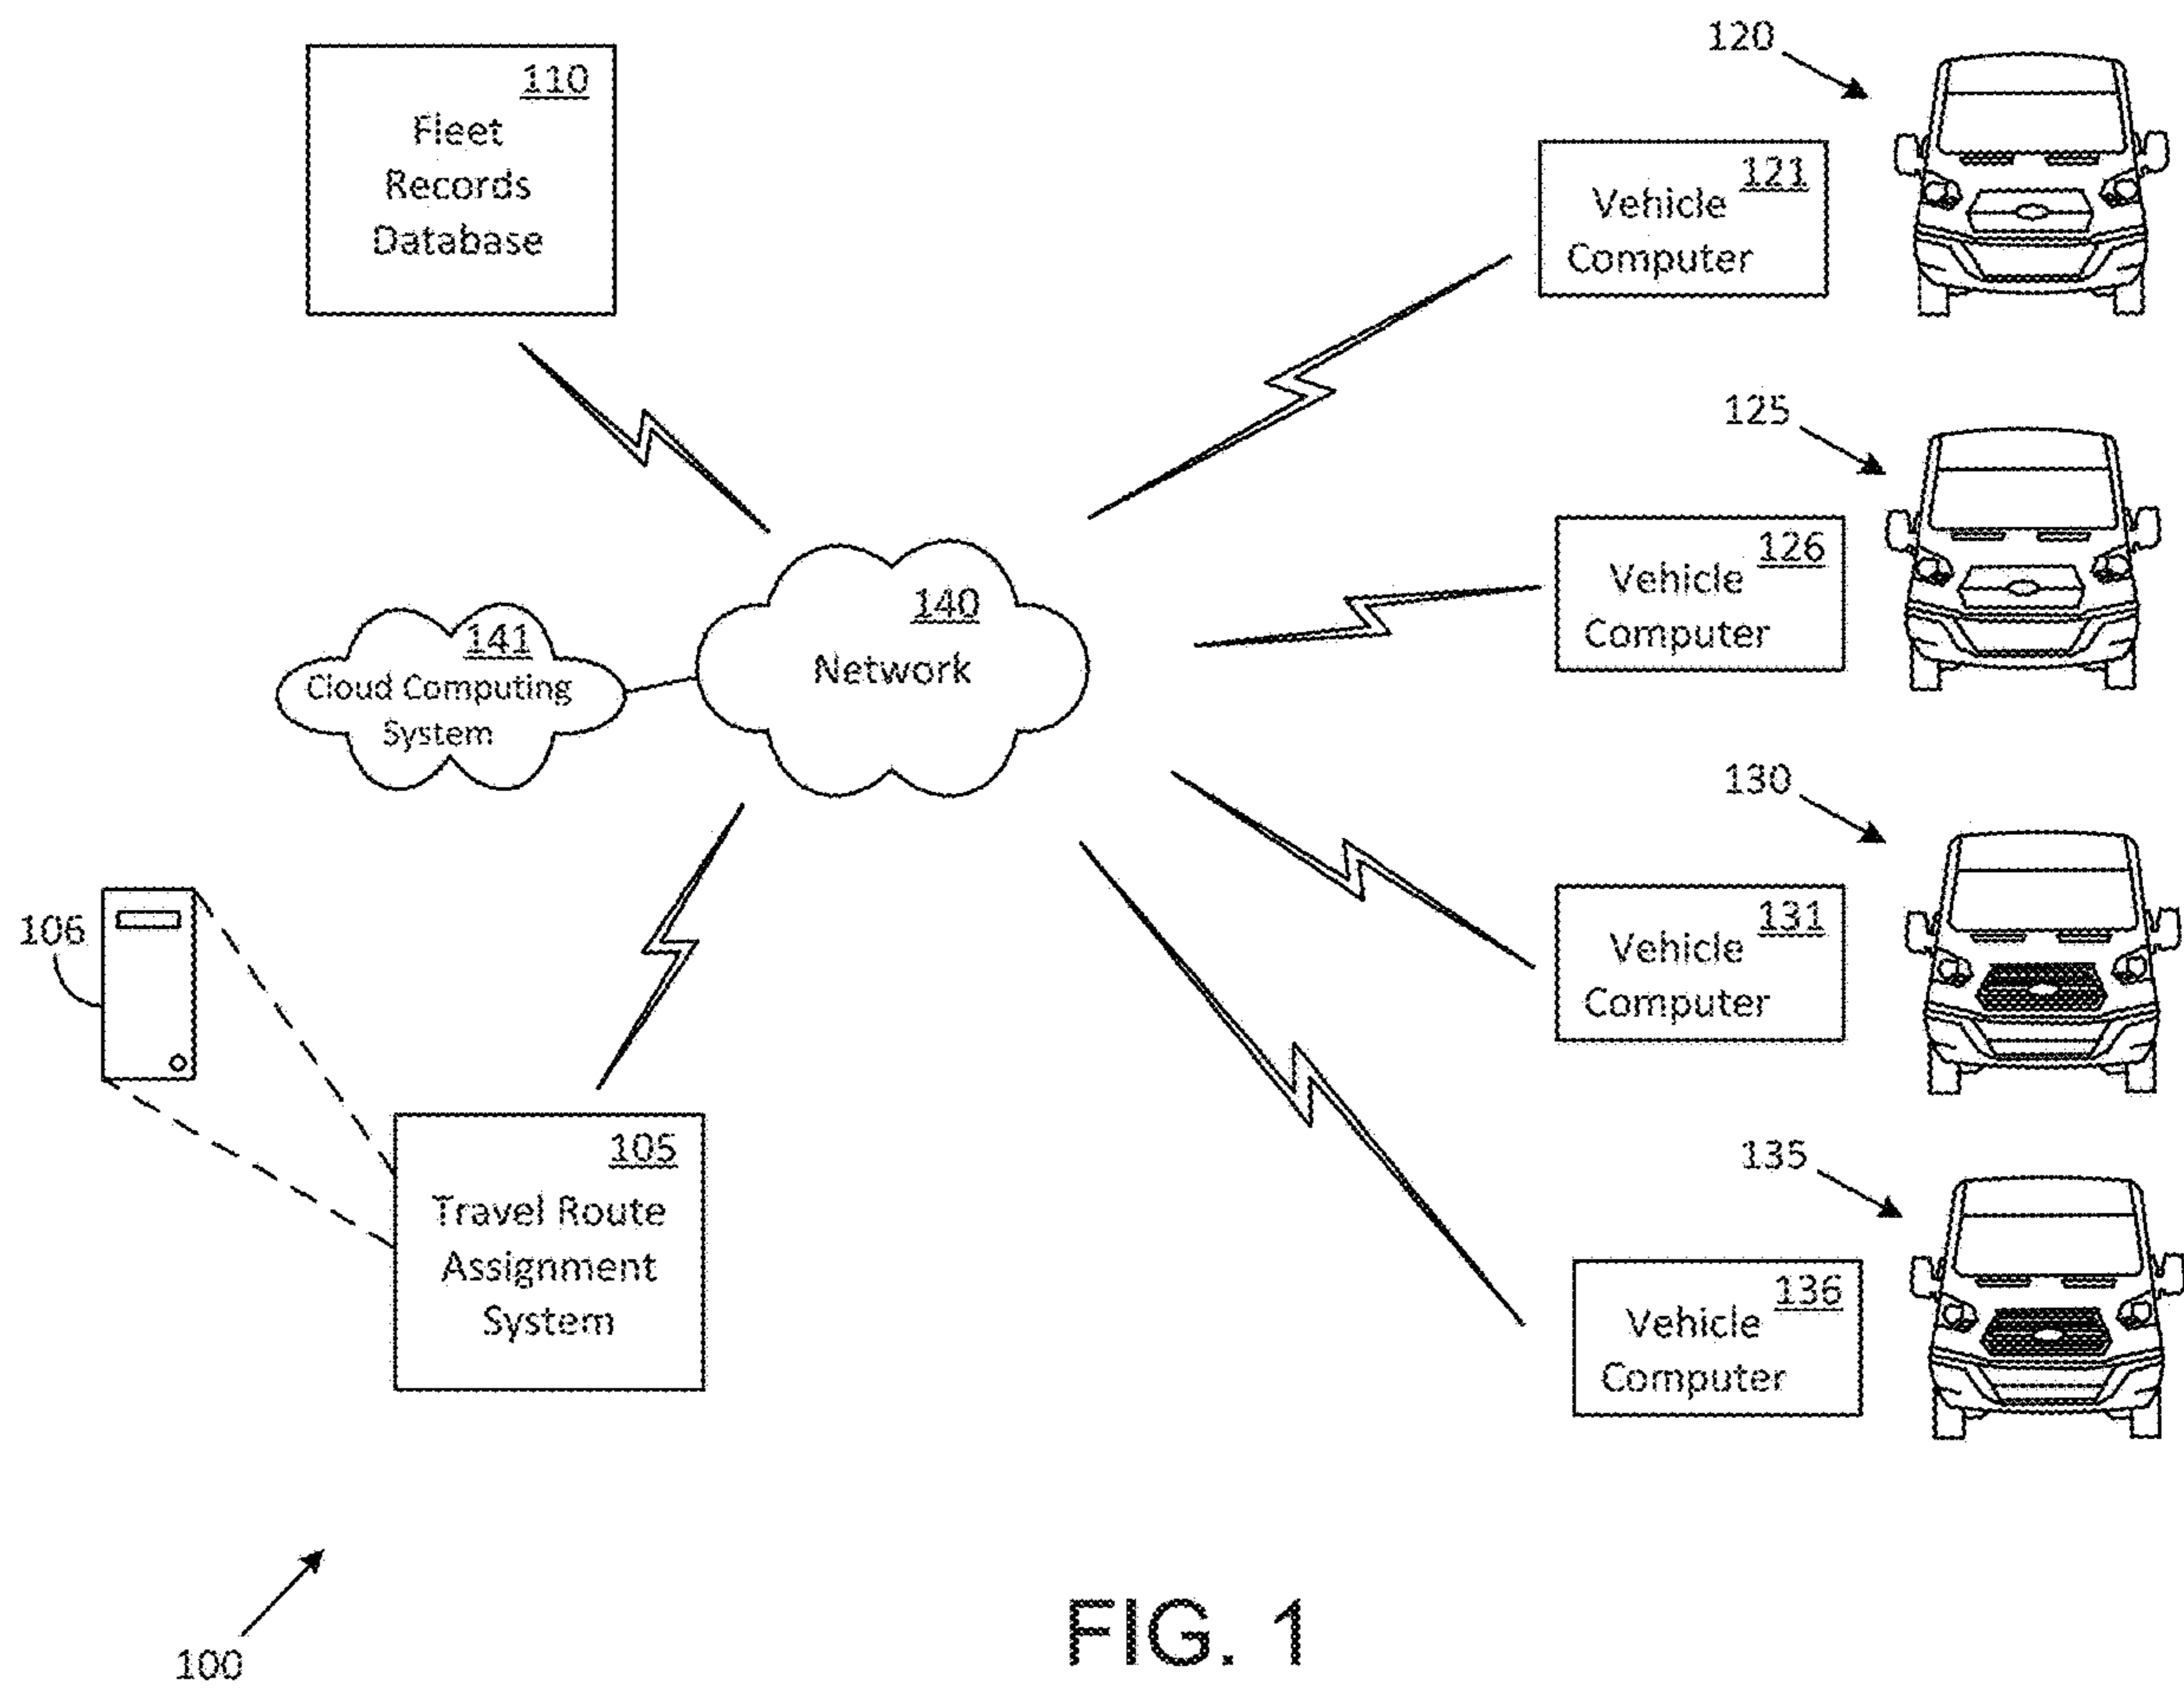 110
Fleet
Records
Database
120
121
Vehicle
Computer
125
126
Vehicle
Computer
140
Network
141
Cloud Computing
System
130
131
Vehicle
Computer
106
105
Travel Route
Assignment
System
135
136
Vehicle
Computer
100
FIG. 1